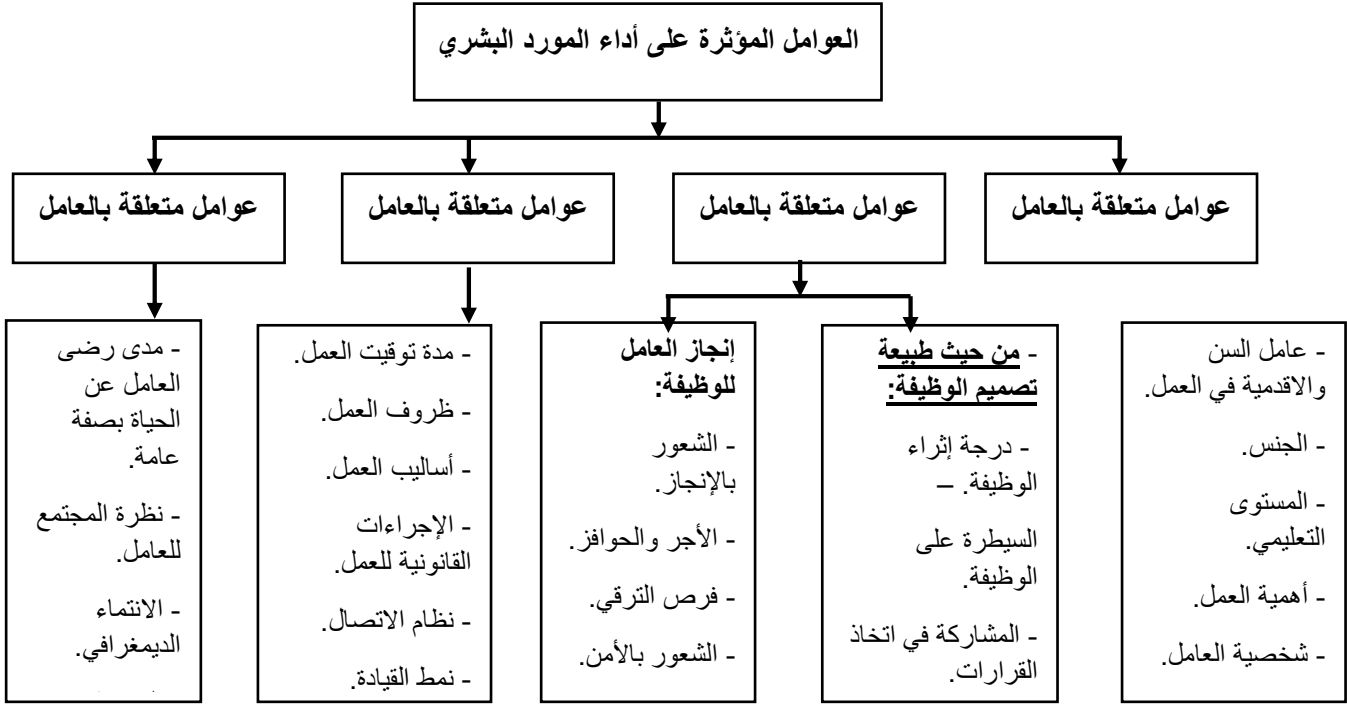 العوامل المؤثرة على أداء المورد البشري
عوامل متعلقة بالعامل
عوامل متعلقة بالعامل
عوامل متعلقة بالعامل
عوامل متعلقة بالعامل
- عامل السن
والاقدمية في العمل.
- الجنس.
- المستوى
التعليمي.
- أهمية العمل.
- شخصية العامل.
- من حيث طبيعة
تصميم الوظيفة:
- درجة إثراء
الوظيفة. –
السيطرة على
الوظيفة.
- المشاركة في اتخاذ
القرارات.
إنجاز العامل
للوظيفة:
- الشعور
بالإنجاز.
- الأجر والحوافز.
- فرص الترقي.
- الشعور بالأمن.
- مدة توقيت العمل.
- ظروف العمل.
- أساليب العمل.
- الإجراءات
القانونية للعمل.
- نظام الاتصال.
- نمط القيادة.
- مدى رضى
العامل عن
الحياة بصفة
عامة.
- نظرة المجتمع
للعامل.
- الانتماء
الديمغرافي.